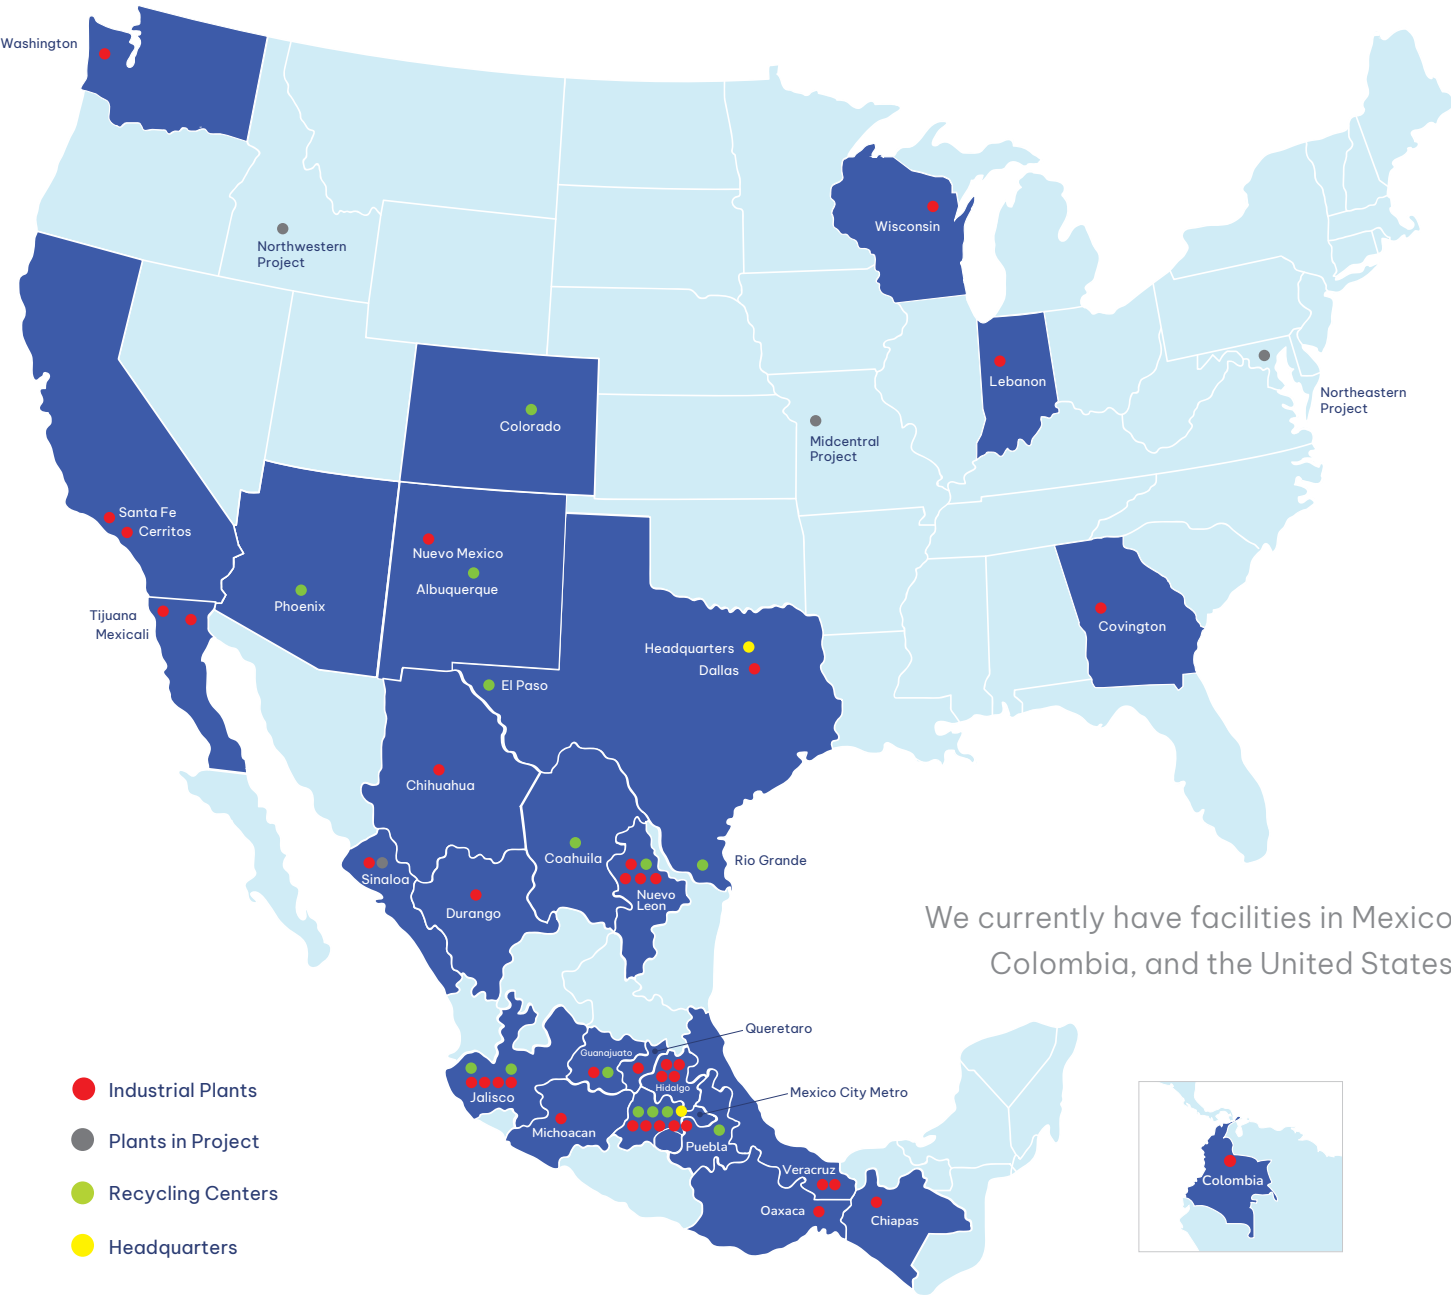 Washington
Northwestern
Project
Wisconsin
Lebanon
Northeastern
Project
Colorado
Midcentral
Project
Santa Fe
Cerritos
Nuevo Mexico
Albuquerque
Phoenix
Tijuana
Mexicali
Covington
Headquarters
Dallas
El Paso
Chihuahua
Coahuila
Rio Grande
Sinaloa
Nuevo
Leon
Durango
We currently have facilities in Mexico
Colombia, and the United States
Queretaro
Guanajuato
Hidalgo
Jalisco
Mexico City Metro
Michoacan
Puebla
Veracruz
Oaxaca
Chiapas
Colombia
Industrial Plants
Plants in Project
Recycling Centers
Headquarters